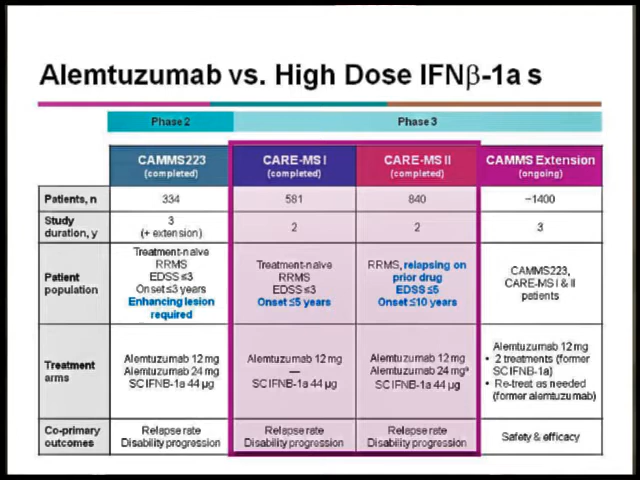 Alemtuzumab vs. High Dose IFNβ-1a s
Phase 2
Phase 3
CAMMS223
(completed)
CARE-MS I
(completed)
CARE-MS II
(completed)
CAMMS Extension
(ongoing)
Patients, n
334
581
840
~1400
Study
duration, y
3
(+ extension)
2
2
3
Patient
population
Treatment-naïve
RRMS
EDSS ≤3
Onset ≤3 years
Enhancing lesion
required
Treatment-naïve
RRMS
EDSS ≤3
Onset ≤5 years
RRMS, relapsing on
prior drug
EDSS ≤5
Onset ≤10 years
CAMMS223,
CARE-MS I & II
patients
Treatment
arms
Alemtuzumab 12 mg
Alemtuzumab 24 mg
SC IFNB-1a 44 µg
Alemtuzumab 12 mg
—
SC IFNB-1a 44 µg
Alemtuzumab 12 mg
Alemtuzumab 24 mgª
SC IFNB-1a 44 µg
Alemtuzumab 12 mg
• 2 treatments (former
SC IFNB-1a)
• Re-treat as needed
(former alemtuzumab)
Co-primary
outcomes
Relapse rate
Disability progression
Relapse rate
Disability progression
Relapse rate
Disability progression
Safety & efficacy